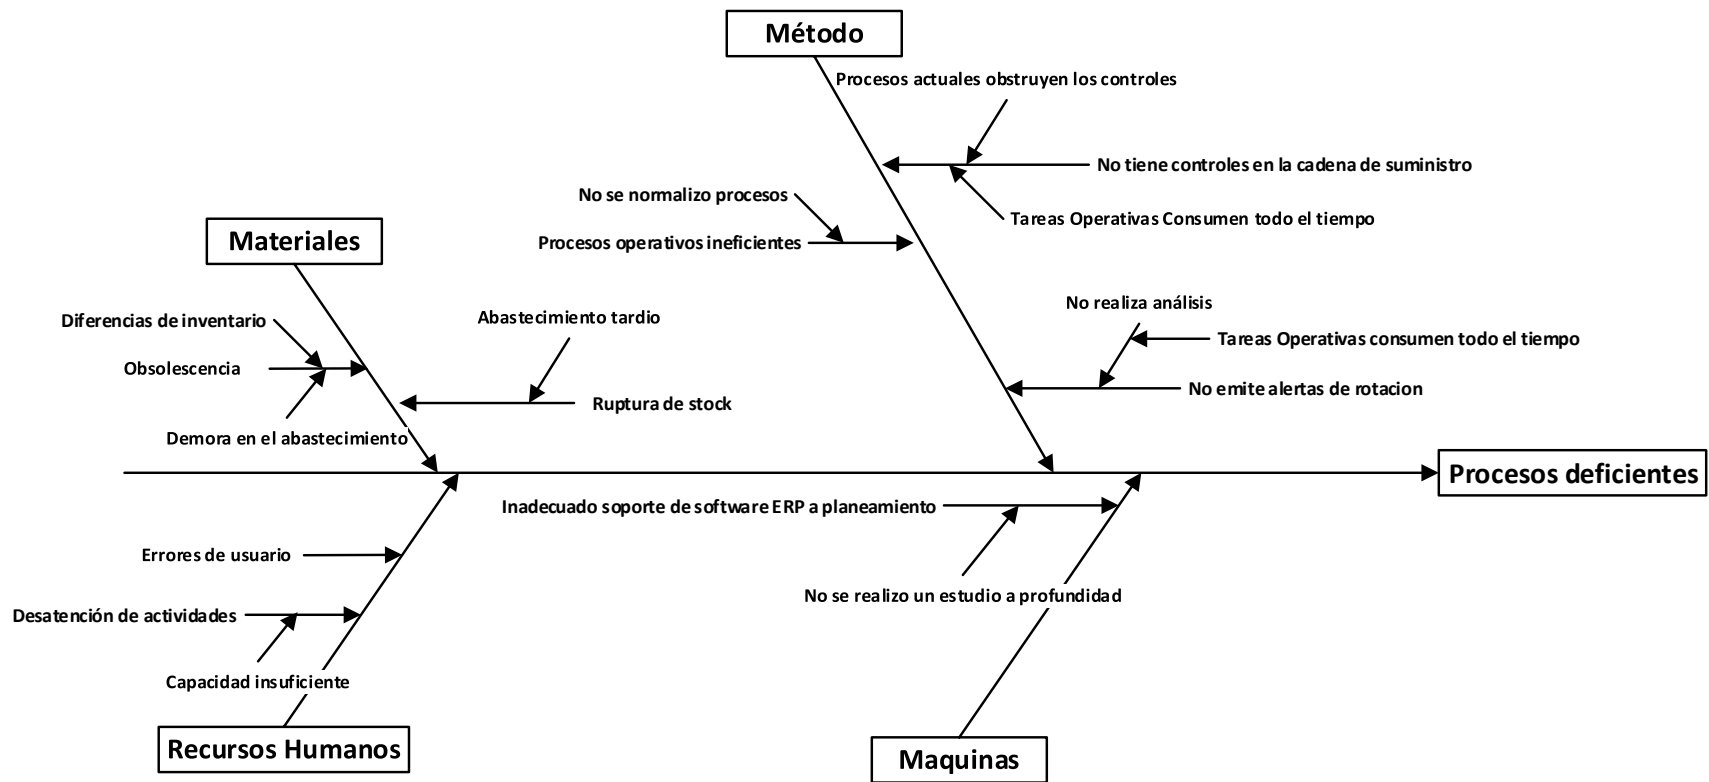 Método
Procesos actuales obstruyen los controles
No tiene controles en la cadena de suministro
No se normalizo procesos
Tareas Operativas Consumen todo el tiempo
Materiales
Procesos operativos ineficientes
No realiza análisis
Diferencias de inventario
Abastecimiento tardio
Tareas Operativas consumen todo el tiempo
Obsolescencia
No emite alertas de rotacion
Ruptura de stock
Demora en el abastecimiento
Procesos deficientes
Inadecuado soporte de software ERP a planeamiento
Errores de usuario
No se realizo un estudio a profundidad
Desatención de actividades
Capacidad insuficiente
Recursos Humanos
Maquinas